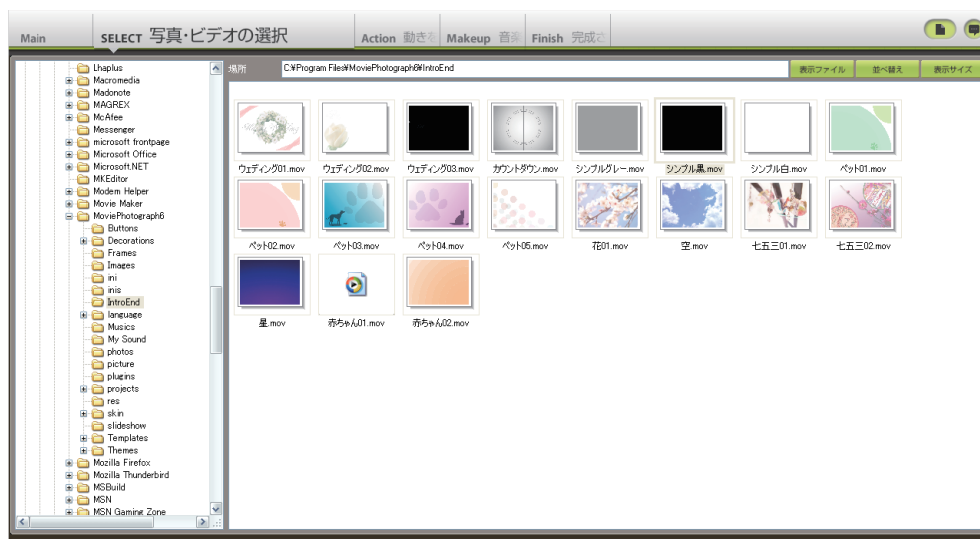 Main
SELECT 写真・ビデオの選択
Action 動きを
Makeup 音楽
Finish 完成さ
場所
C:¥Program Files¥MoviePhotograph6¥IntroEnd
表示ファイル
並べ替え
表示サイズ
Lhaplus
Macromedia
Madonote
MAGREX
McAfee
Messenger
microsoft frontpage
Microsoft Office
Microsoft.NET
MKEditor
Modem Helper
Movie Maker
MoviePhotograph6
Buttons
Decorations
Frames
Images
ini
inis
IntroEnd
language
Musics
My Sound
photos
picture
plugins
projects
res
skin
slideshow
Templates
Themes
Mozilla Firefox
Mozilla Thunderbird
MSBuild
MSN
MSN Gaming Zone
ウェディング01.mov
ウェディング02.mov
ウェディング03.mov
カウントダウン.mov
シンプルグレー.mov
シンプル黒.mov
シンプル白.mov
ペット01.mov
ペット02.mov
ペット03.mov
ペット04.mov
ペット05.mov
花01.mov
空.mov
七五三01.mov
七五三02.mov
星.mov
赤ちゃん01.mov
赤ちゃん02.mov